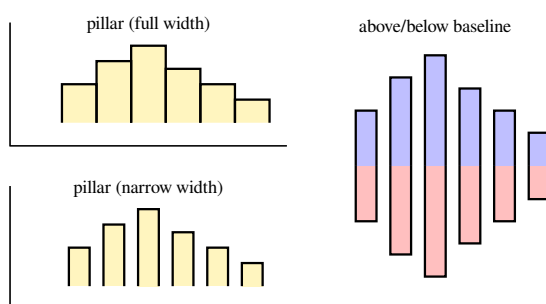 pillar (full width)
above/below baseline
pillar (narrow width)